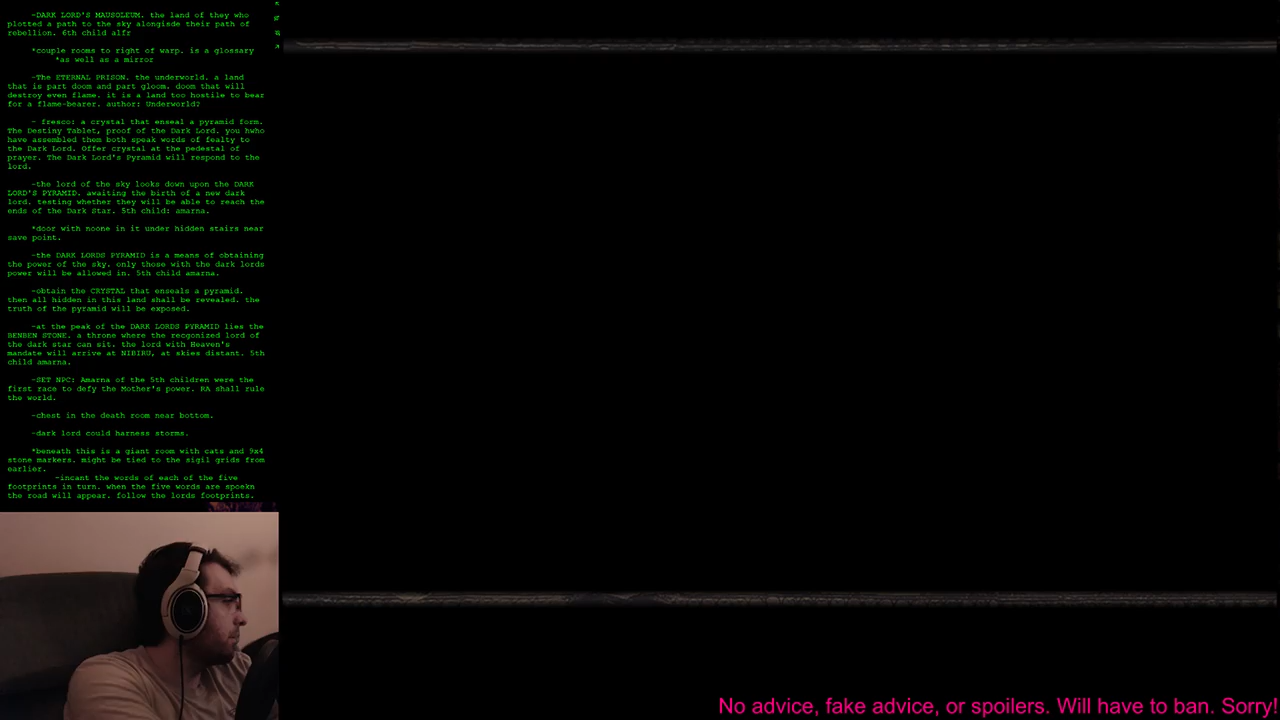 -DARK LORD'S MAUSOLEUM. the land of they who
plotted a path to the sky alongisde their path of
rebellion. 6th child alfr
*couple rooms to right of warp. is a glossary
*as well as a mirror
-The ETERNAL PRISON. the underworld. a land
that is part doom and part gloom. doom that will
destroy even flame. it is a land too hostile to bear
for a flame-bearer. author: Underworld?
- fresco: a crystal that enseal a pyramid form.
The Destiny Tablet, proof of the Dark Lord. you hwho
have assembled them both speak words of fealty to
the Dark Lord. Offer crystal at the pedestal of
prayer. The Dark Lord's Pyramid will respond to the
lord.
-the lord of the sky looks down upon the DARK
LORD'S PYRAMID. awaiting the birth of a new dark
lord. testing whether they will be able to reach the
ends of the Dark Star. 5th child: amarna.
*door with noone in it under hidden stairs near
save point.
-the DARK LORDS PYRAMID is a means of obtaining
the power of the sky. only those with the dark lords
power will be allowed in. 5th child amarna.
-obtain the CRYSTAL that enseals a pyramid.
then all hidden in this land shall be revealed. the
truth of the pyramid will be exposed.
-at the peak of the DARK LORDS PYRAMID lies the
BENBEN STONE. a throne where the recgonized lord of
the dark star can sit. the lord with Heaven's
mandate will arrive at NIBIRU, at skies distant. 5th
child amarna.
-SET NPC: Amarna of the 5th children were the
first race to defy the Mother's power. RA shall rule
the world.
-chest in the death room near bottom.
-dark lord could harness storms.
*beneath this is a giant room with cats and 9x4
stone markers. might be tied to the sigil grids from
earlier.
-incant the words of each of the five
footprints in turn. when the five words are spoekn
the road will appear. follow the lords footprints.
No advice, fake advice, or spoilers. Will have to ban. Sorry!